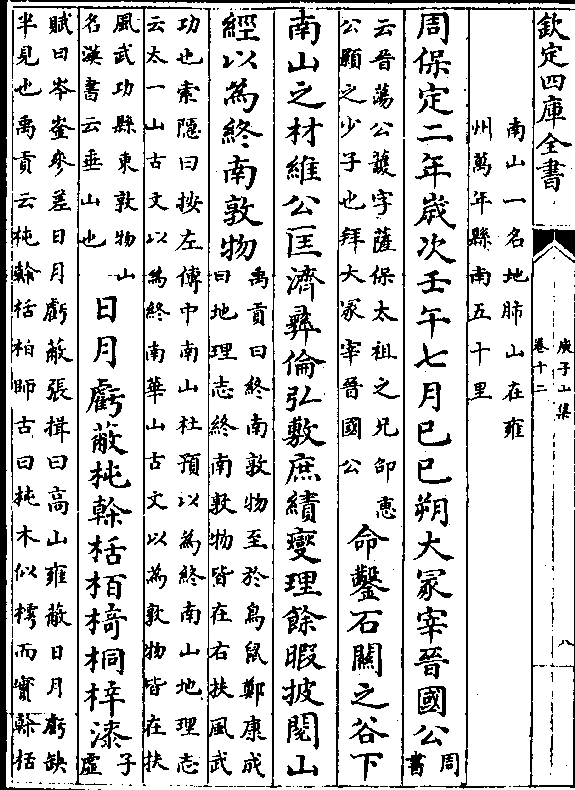 欽定四庫全書
庾子山集
卷十二
八
南山一名地肺山在雍
州萬年縣南五十里
周保定二年歲次壬午七月已巳朔大冢宰晉國公
周
書
云晉蕩公䕶字薩保太祖之兄邵惠
公顥之少子也拜大冢宰晉國公
命鑿石關之谷下
南山之材維公匡濟彛倫弘敷庶績燮理餘暇披閱山
經以為終南敦物
禹貢曰終南敦物至於鳥鼠鄭康成
曰地理志終南敦物皆在右扶風武
功也索隱曰按左傳中南山杜預以為終南山地理志
云太一山古文以為終南華山古文以為敦物皆在扶
風武功縣東敦物山
名漢書云垂山也
日月虧蔽杶榦栝栢椅桐梓漆
子
虛
賦曰岑崟參差日月虧蔽張揖曰高山雍蔽日月虧缺
半見也禹貢云杶榦栝柏師古曰杶木似樗而實榦栝